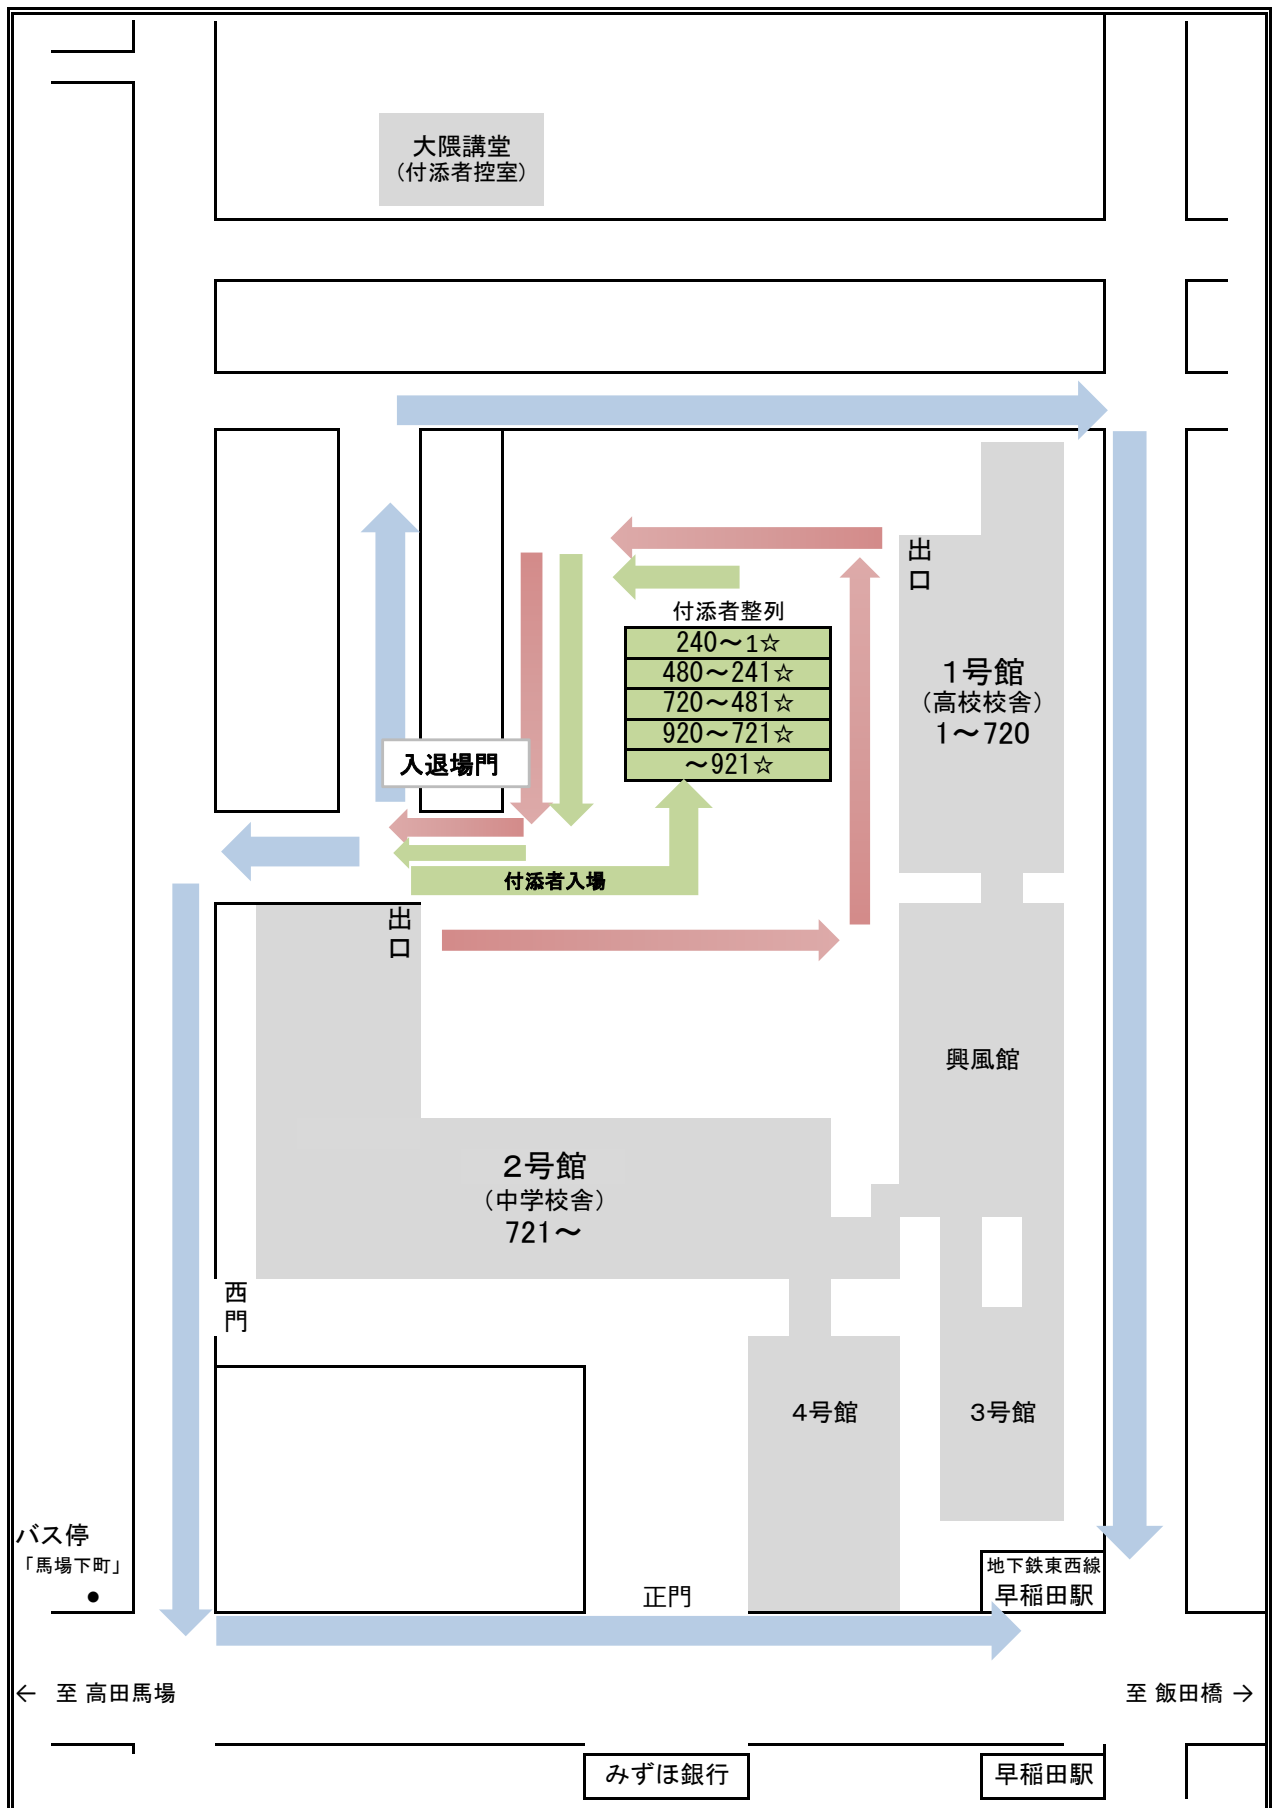 大隈講堂
（付添者控室）
出
口
付添者整列
240～1☆
480～241☆
720～481☆
920～721☆
～921☆
1号館
（高校校舎）
1～720
入退場門
付添者入場
出
口
興風館
2号館
（中学校舎）
721～
西
門
4号館
3号館
バス停
「馬場下町」
●
正門
地下鉄東西線
早稲田駅
← 至 高田馬場
至 飯田橋 →
みずほ銀行
早稲田駅